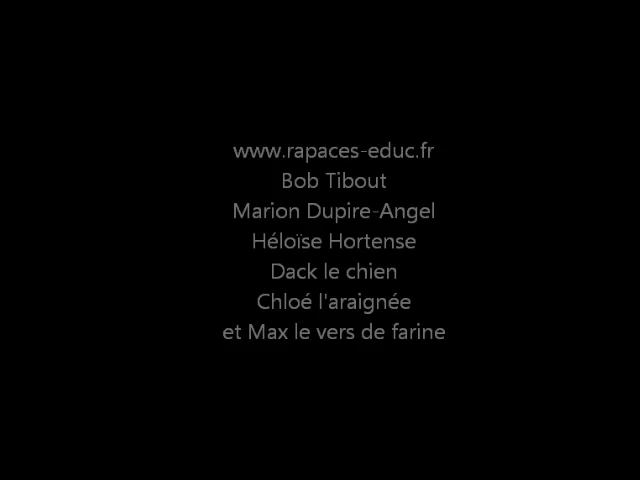 www.rapaces-educ.fr
Bob Tibout
Marion Dupire-Angel
Héloïse Hortense
Dack le chien
Chloé l'araignée
et Max le vers de farine